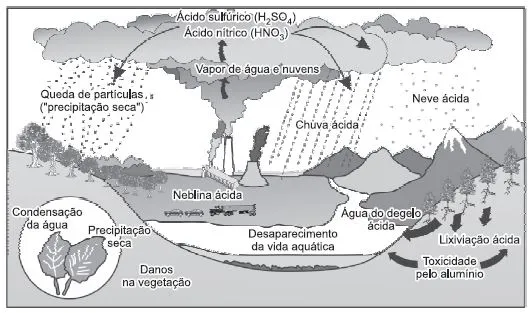 Ácido sulfúrico (H₂SO₄)
Ácido nítrico (HNO₃)
Vapor de água e nuvens
Queda de partículas
("precipitação seca")
Neve ácida
Chuva ácida
Neblina ácida
Condensação
da água
Precipitação
seca
Água do degelo
ácida
Desaparecimento
da vida aquática
Lixiviação ácida
Toxicidade
pelo alumínio
Danos
na vegetação